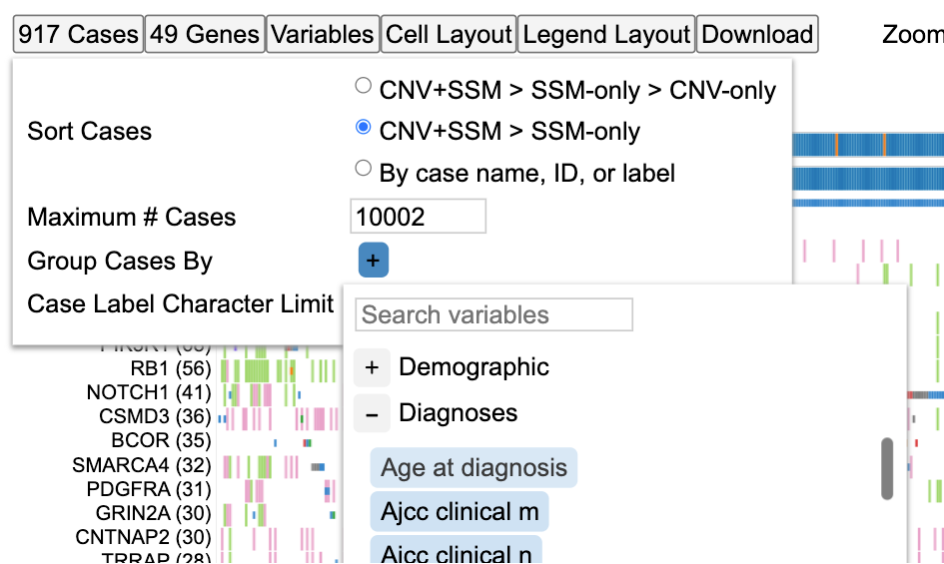 917 Cases 49 Genes Variables Cell Layout Legend Layout Download Zoom
CNV+SSM > SSM-only > CNV-only
Sort Cases
CNV+SSM > SSM-only
By case name, ID, or label
Maximum # Cases 10002
Group Cases By +
Case Label Character Limit
Search variables
+ Demographic
- Diagnoses
Age at diagnosis
Ajcc clinical m
Ajcc clinical n
RB1 (56)
NOTCH1 (41)
CSMD3 (36)
BCOR (35)
SMARCA4 (32)
PDGFRA (31)
GRIN2A (30)
CNTNAP2 (30)
TRRAP (28)